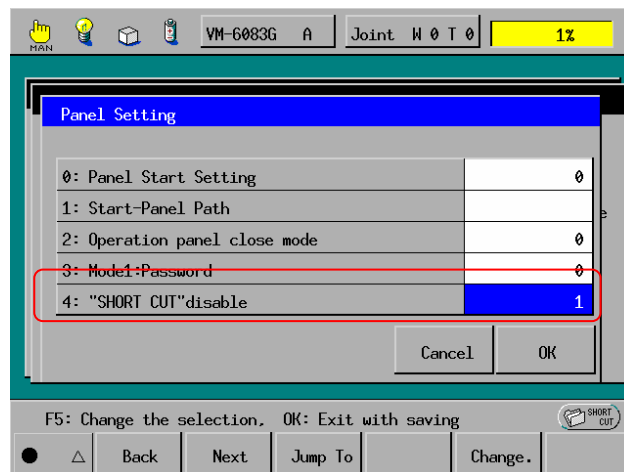 MAN
VM-6083G A
Joint W 0 T 0
1%
Panel Setting
0: Panel Start Setting 0
1: Start-Panel Path
2: Operation panel close mode 0
3: Mode1:Password 0
4: "SHORT CUT"disable 1
Cancel
OK
e
F5: Change the selection, OK: Exit with saving
SHORT
CUT
Back
Next
Jump To
Change.